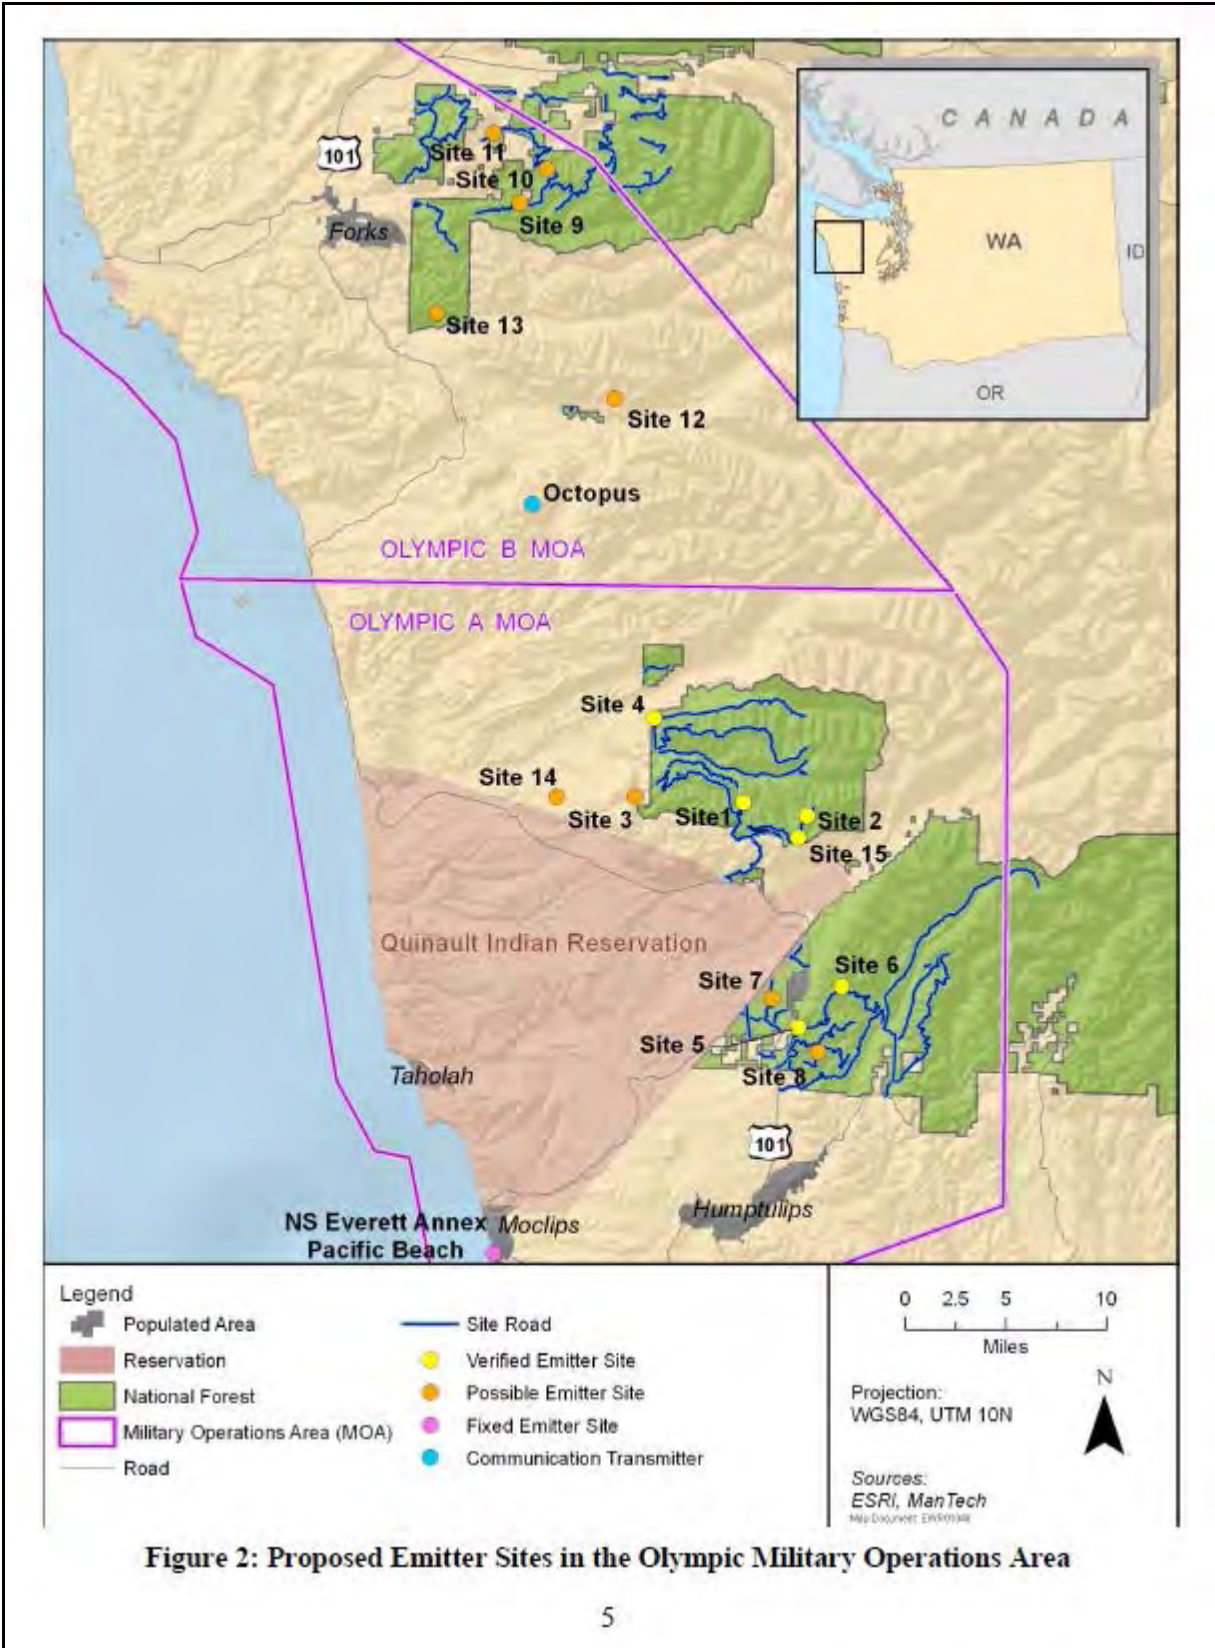 CANADA
101
Site 11
Site 10
Site 9
Forks
WA
ID
Site 13
OR
Site 12
Octopus
OLYMPIC B MOA
OLYMPIC A MOA
Site 4
Site 14
Site 3
Site1
Site 2
Site 15
Quinault Indian Reservation
Site 6
Site 7
Site 5
Site 8
Taholah
101
Humptulips
NS Everett Annex
Pacific Beach
Moclips
Legend
Populated Area
Reservation
National Forest
Military Operations Area (MOA)
Road
Site Road
Verified Emitter Site
Possible Emitter Site
Fixed Emitter Site
Communication Transmitter
0 2.5 5 10
Miles
N
Projection:
WGS84, UTM 10N
Sources:
ESRI, ManTech
Map Document:
Figure 2: Proposed Emitter Sites in the Olympic Military Operations Area
5